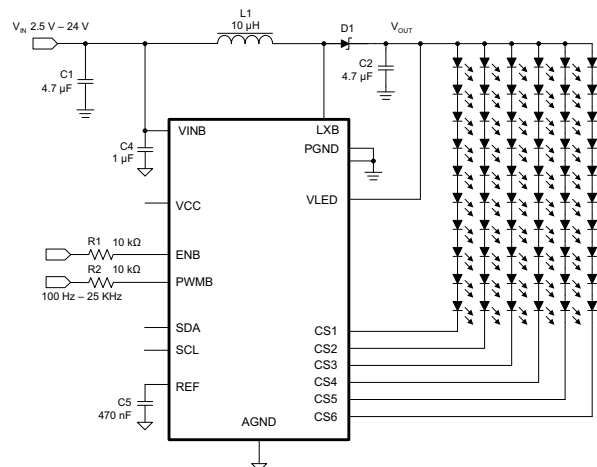 L1
10 µH
VIN 2.5 V – 24 V
D1
VOUT
C1
4.7 µF
C2
4.7 µF
VINB
LXB
C4
1 µF
PGND
VLED
VCC
R1 10 kΩ
ENB
R2 10 kΩ
PWMB
100 Hz – 25 KHz
SDA
SCL
CS1
CS2
CS3
CS4
CS5
CS6
REF
C5
470 nF
AGND